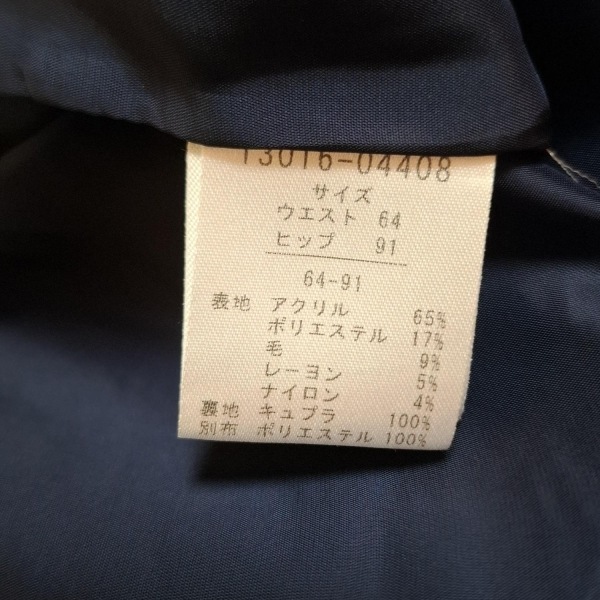 13016-04408
サイズ
ウエスト 64
ヒップ 91
64-91
表地 アクリル 65%
ポリエステル 17%
毛 9%
レーヨン 5%
ナイロン 4%
裏地 キュプラ 100%
別布 ポリエステル 100%